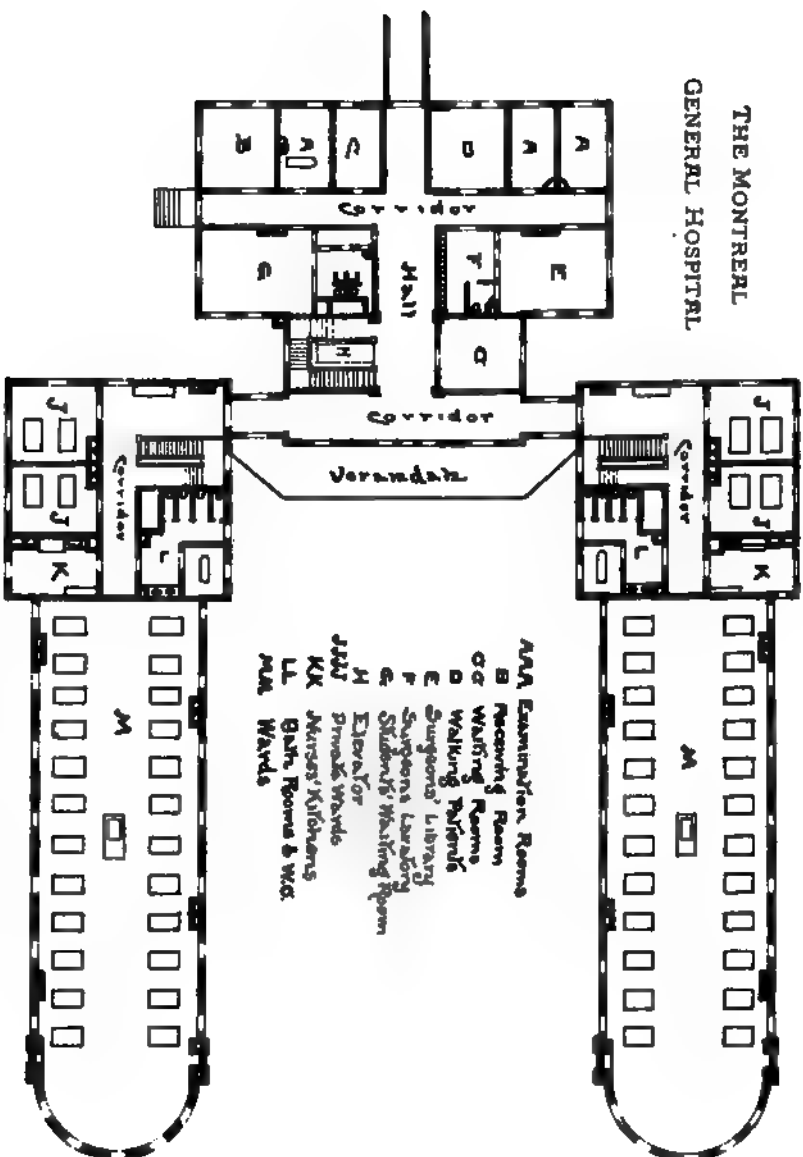 THE MONTREAL
GENERAL HOSPITAL
A
A
D
C
A
B
Corridor
E
F
Hall
G
C
H
Corridor
Verandah
J
J
Corridor
K
L
M
J
J
Corridor
K
L
M
AAA Examination Rooms
B Receiving Room
CC Waiting Rooms
D Walking Patients
E Surgeons' Library
F Surgeons Lavatory
G Students Waiting Room
H Elevator
JJJJ Private Wards
KK Nurses' Kitchens
LL Bath Rooms & W.C.
MM Wards